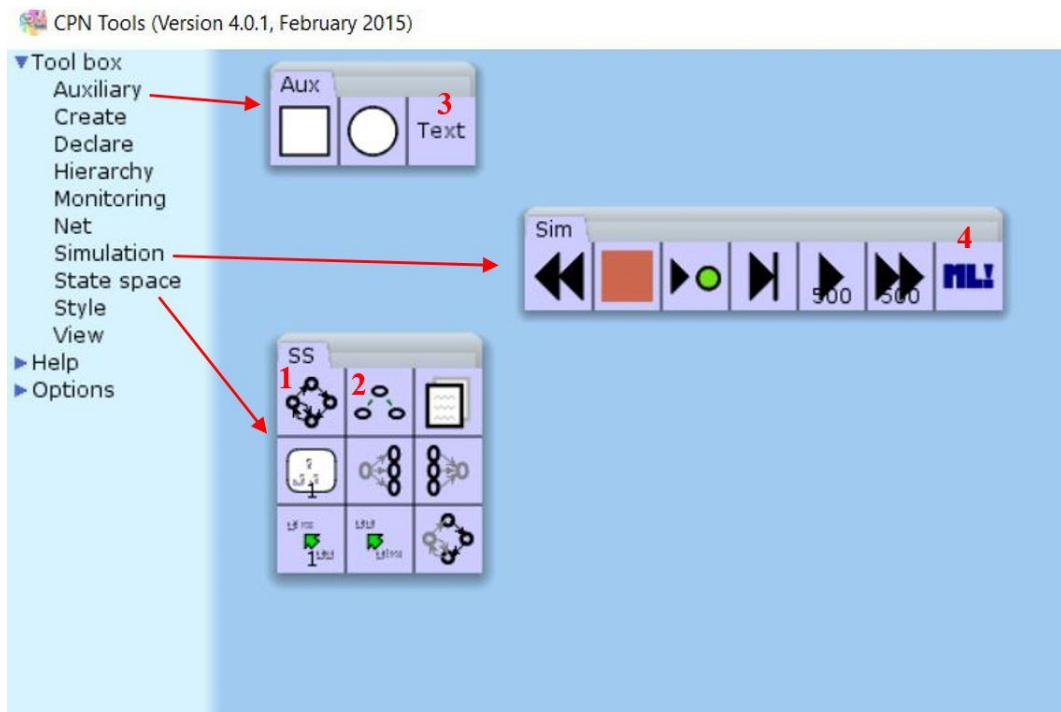 CPN Tools (Version 4.0.1, February 2015)
Tool box
Auxiliary
Create
Declare
Hierarchy
Monitoring
Net
Simulation
State space
Style
View
Help
Options
Aux
3
Text
Sim
4
500
500
ML!
SS
1
2
1
1